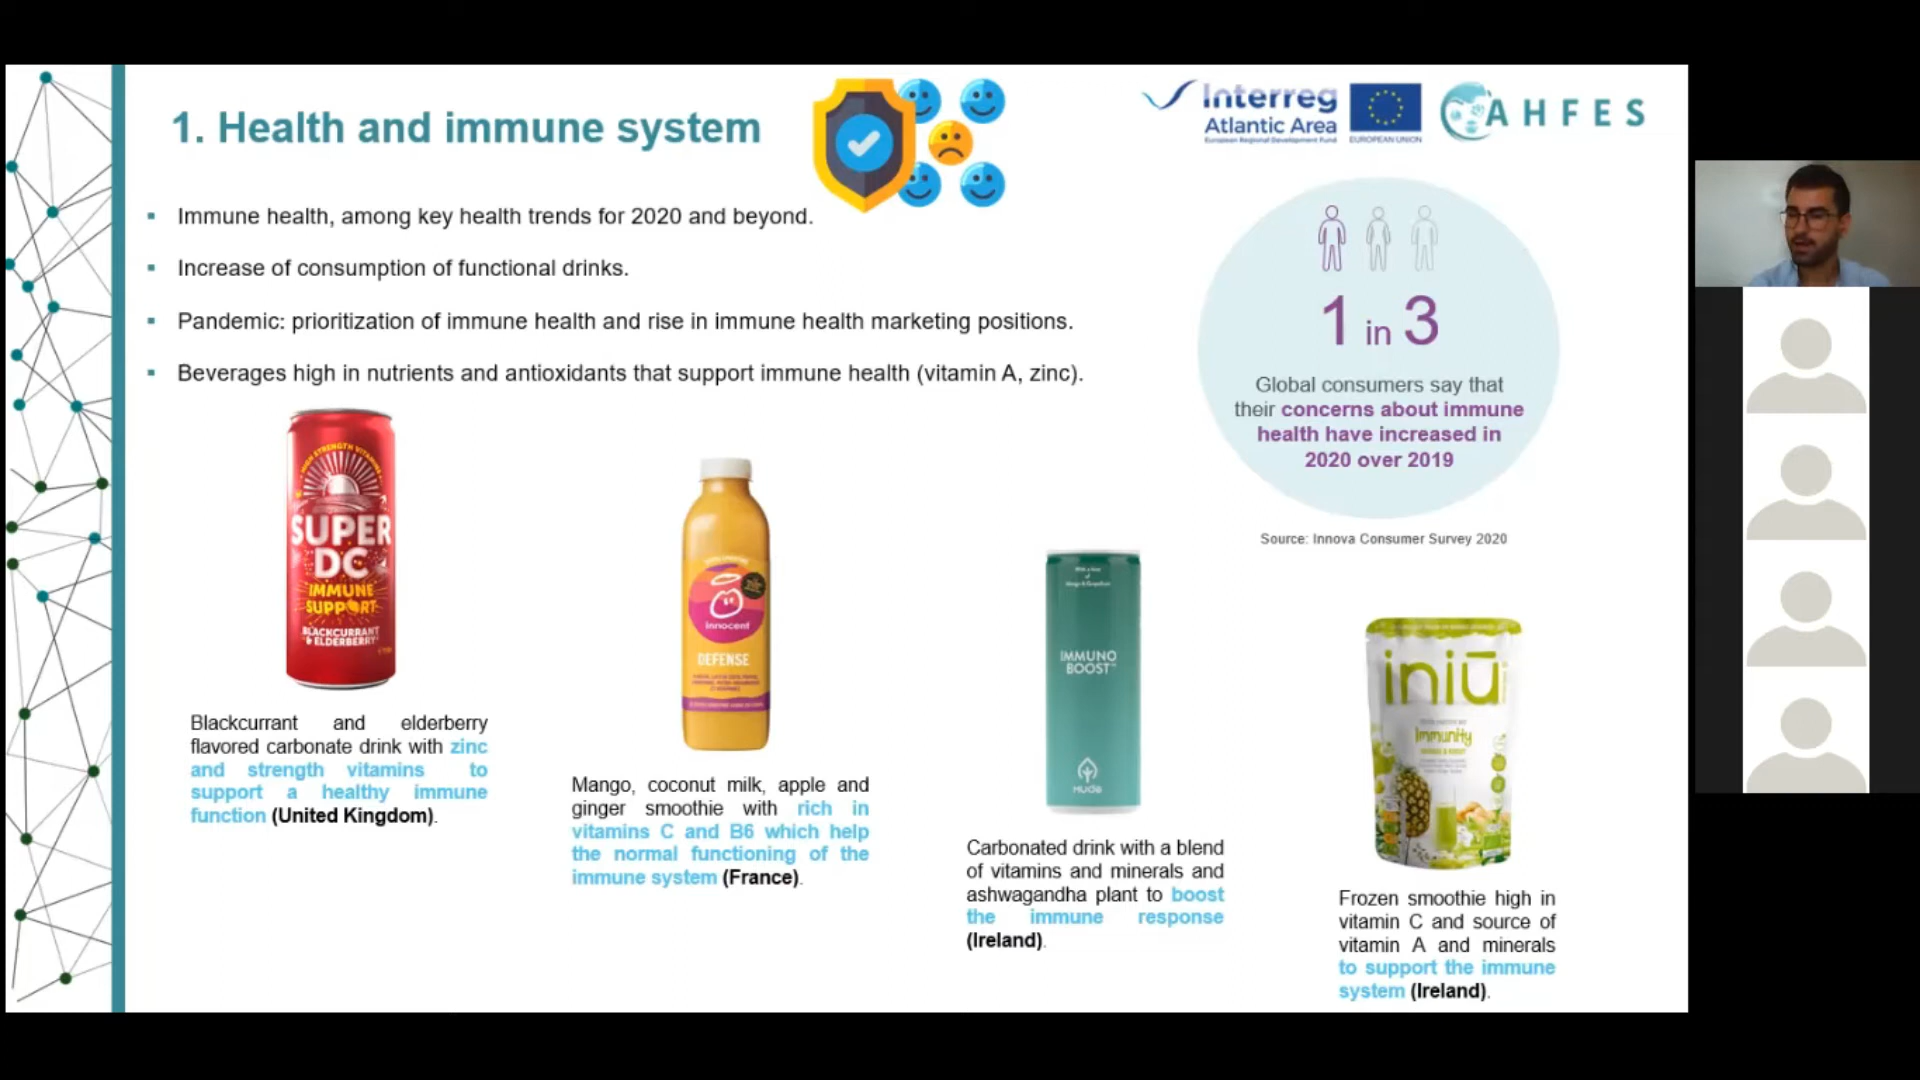 1. Health and immune system
Interreg
Atlantic Area
European Regional Development Fund
EUROPEAN UNION
AHFES
▪ Immune health, among key health trends for 2020 and beyond.
▪ Increase of consumption of functional drinks.
▪ Pandemic: prioritization of immune health and rise in immune health marketing positions.
▪ Beverages high in nutrients and antioxidants that support immune health (vitamin A, zinc).
1 in 3
Global consumers say that
their concerns about immune
health have increased in
2020 over 2019
Source: Innova Consumer Survey 2020
HIGH STRENGTH VITAMINS
SUPER
DC
IMMUNE
SUPPORT
BLACKCURRANT
& ELDERBERRY
Blackcurrant and elderberry
flavored carbonate drink with zinc
and strength vitamins to
support a healthy immune
function (United Kingdom).
innocent
DEFENSE
Mango, coconut milk, apple and
ginger smoothie with rich in
vitamins C and B6 which help
the normal functioning of the
immune system (France).
IMMUNO
BOOST™
HUDE
Carbonated drink with a blend
of vitamins and minerals and
ashwagandha plant to boost
the immune response
(Ireland).
iniū
Immunity
Frozen smoothie high in
vitamin C and source of
vitamin A and minerals
to support the immune
system (Ireland).